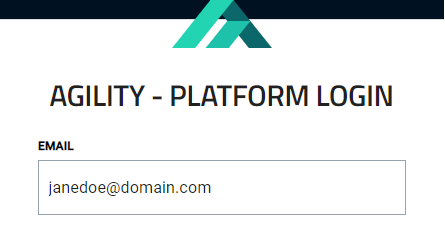 AGILITY - PLATFORM LOGIN
EMAIL
janedoe@domain.com